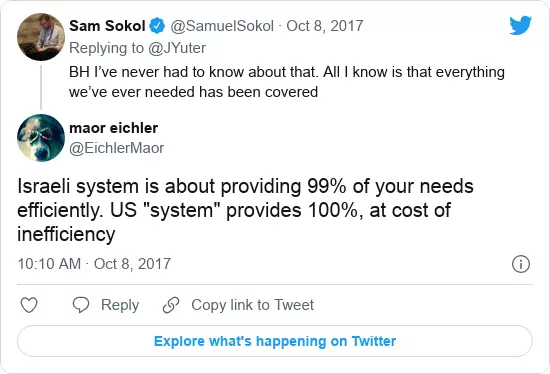 Sam Sokol @SamuelSokol · Oct 8, 2017
Replying to @JYuter
BH I’ve never had to know about that. All I know is that everything
we’ve ever needed has been covered
maor eichler
@EichlerMaor
Israeli system is about providing 99% of your needs
efficiently. US "system" provides 100%, at cost of
inefficiency
10:10 AM · Oct 8, 2017
Reply
Copy link to Tweet
Explore what's happening on Twitter